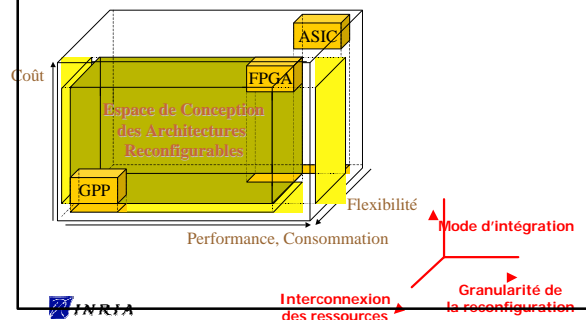 ASIC
Coût
FPGA
Espace de Conception
des Architectures
Reconfigurables
GPP
Flexibilité
Performance, Consommation
Mode d'intégration
Granularité de
la reconfiguration
Interconnexion
des ressources
INRIA